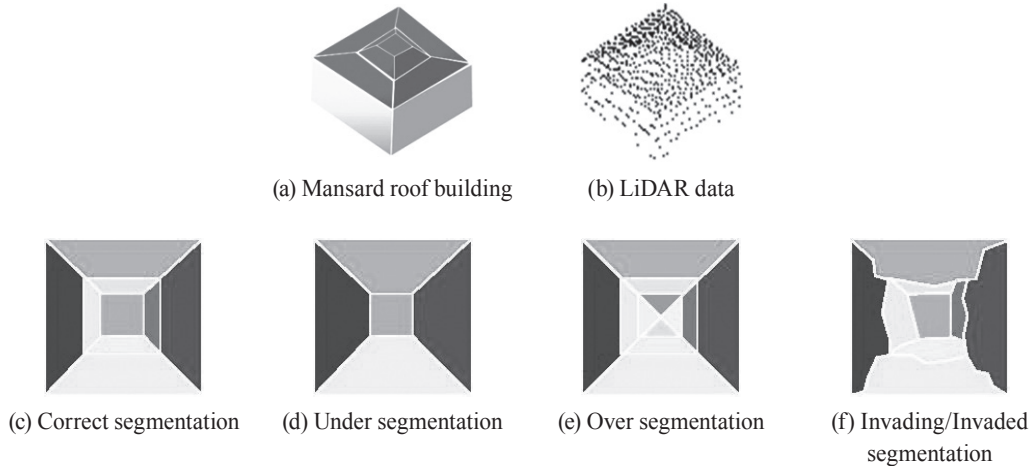 (a) Mansard roof building
(b) LiDAR data
(c) Correct segmentation
(d) Under segmentation
(e) Over segmentation
(f) Invading/Invaded
segmentation